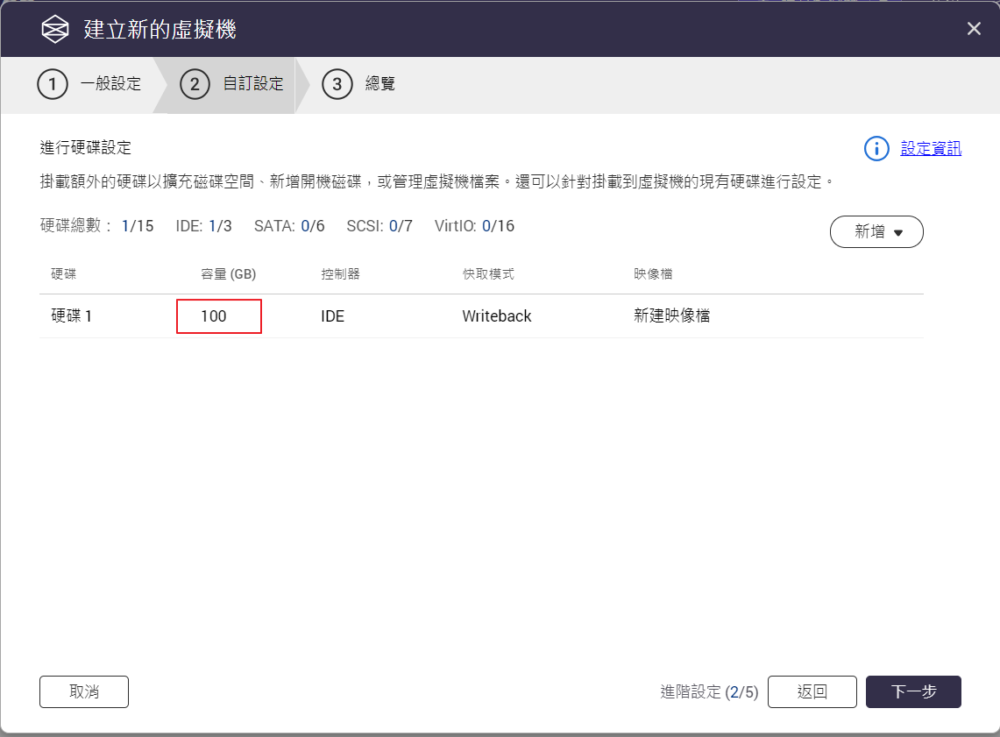 建立新的虛擬機
1 一般設定 2 自訂設定 3 總覽
進行硬碟設定
設定資訊
掛載額外的硬碟以擴充磁碟空間、新增開機磁碟，或管理虛擬機檔案。還可以針對掛載到虛擬機的現有硬碟進行設定。
硬碟總數： 1/15 IDE: 1/3 SATA: 0/6 SCSI: 0/7 VirtIO: 0/16
新增
硬碟 容量 (GB) 控制器 快取模式 映像檔
硬碟 1 100 IDE Writeback 新建映像檔
取消 進階設定 (2/5) 返回 下一步